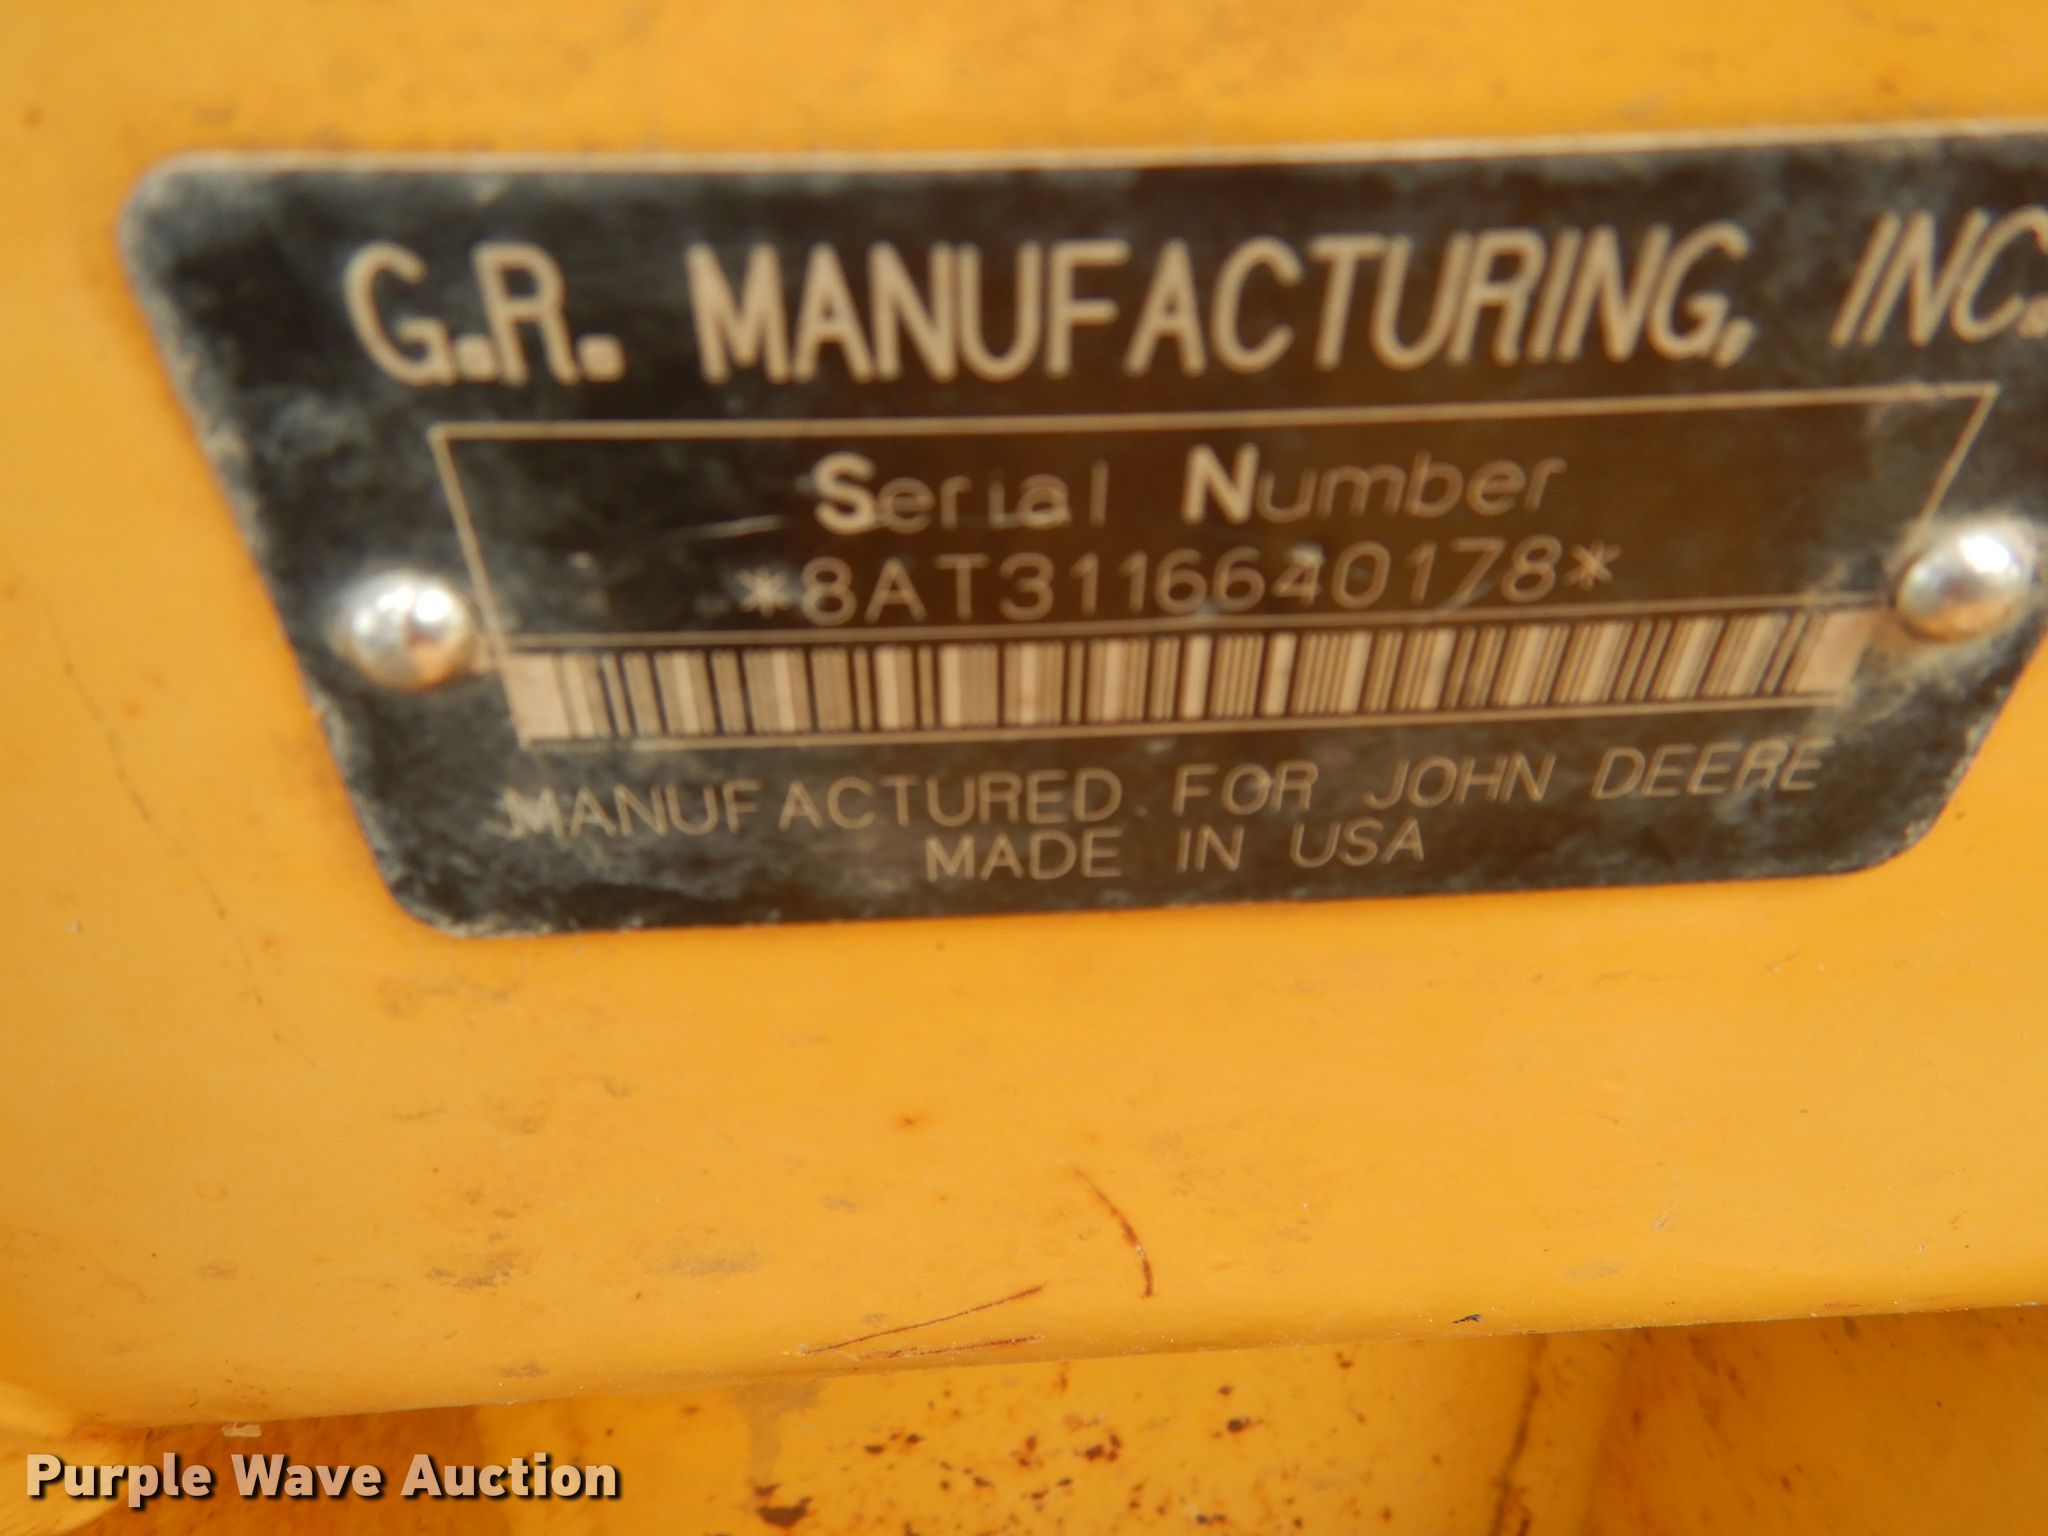 G.R. MANUFACTURING, INC.
Serial Number
*8AT3116640178*
MANUFACTURED FOR JOHN DEERE
MADE IN USA
Purple Wave Auction